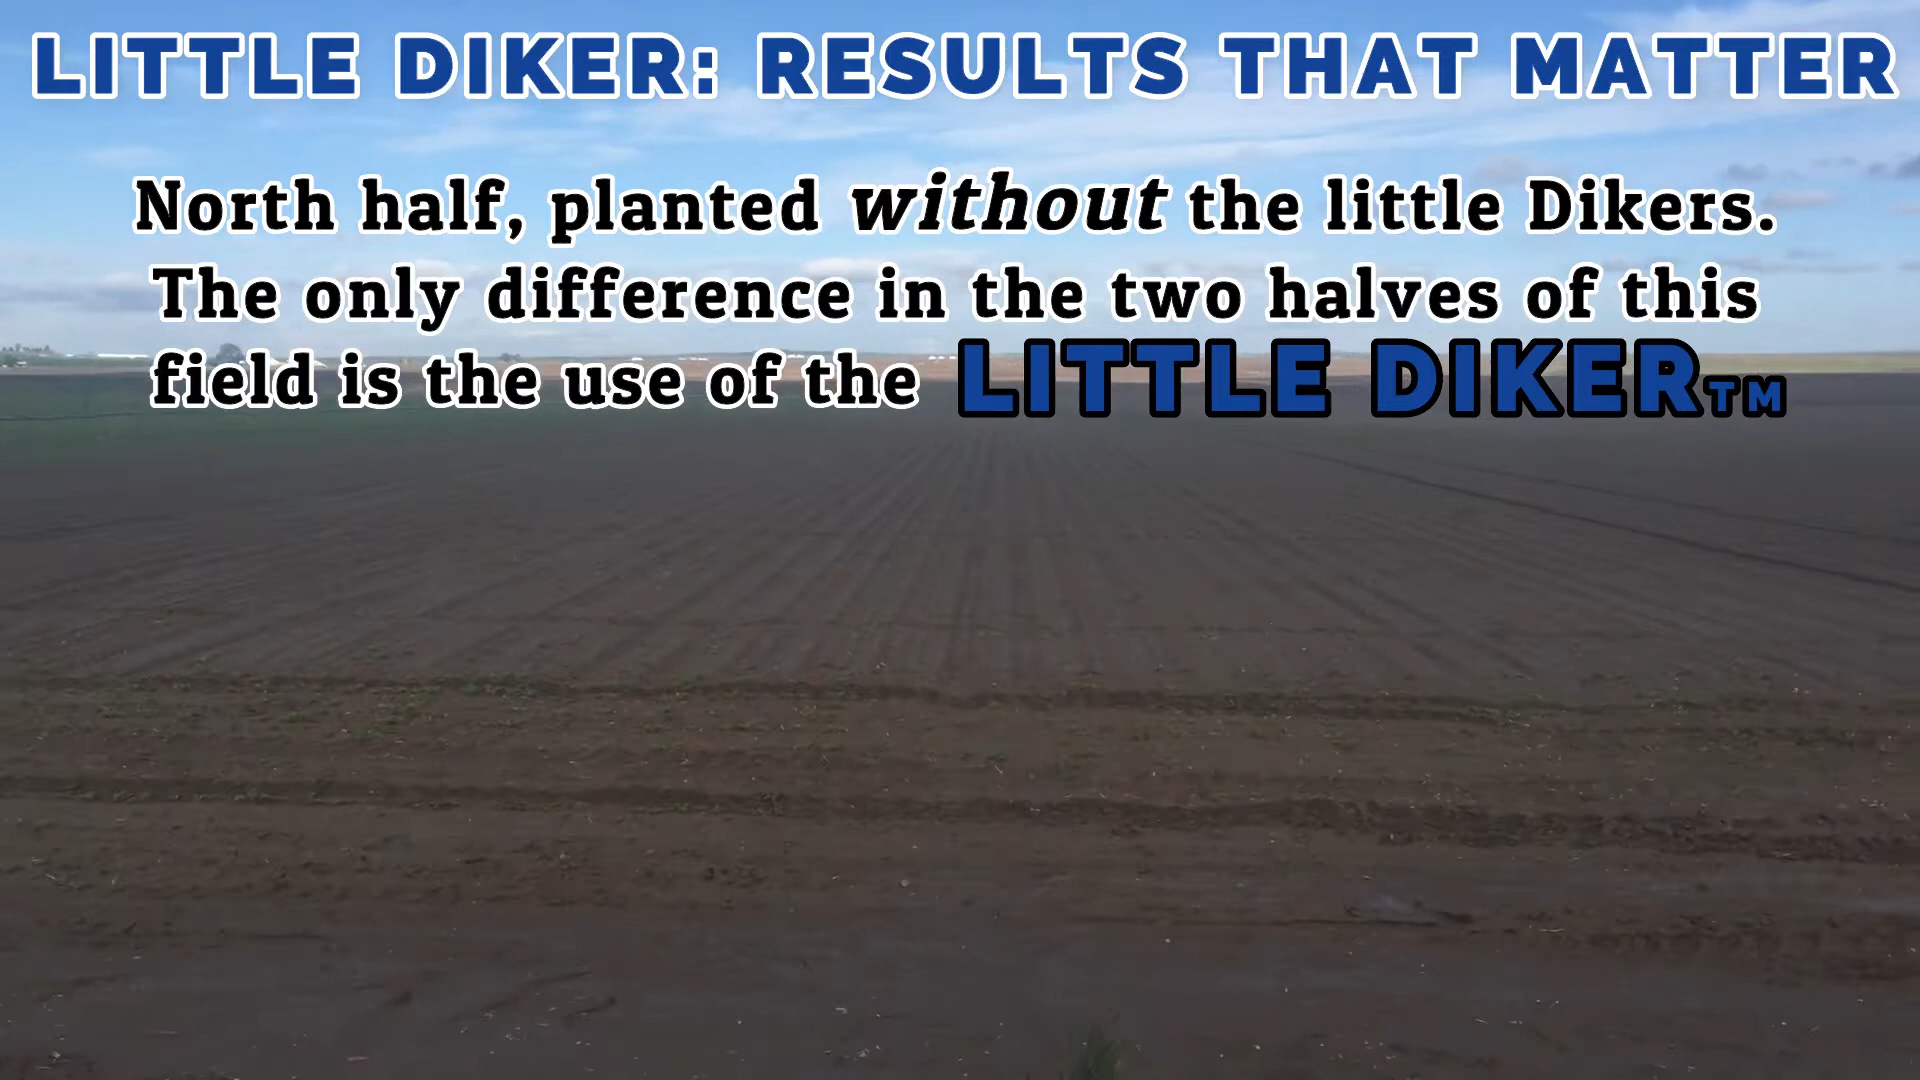 LITTLE DIKER: RESULTS THAT MATTER
North half, planted without the little Dikers.
The only difference in the two halves of this
field is the use of the LITTLE DIKER™